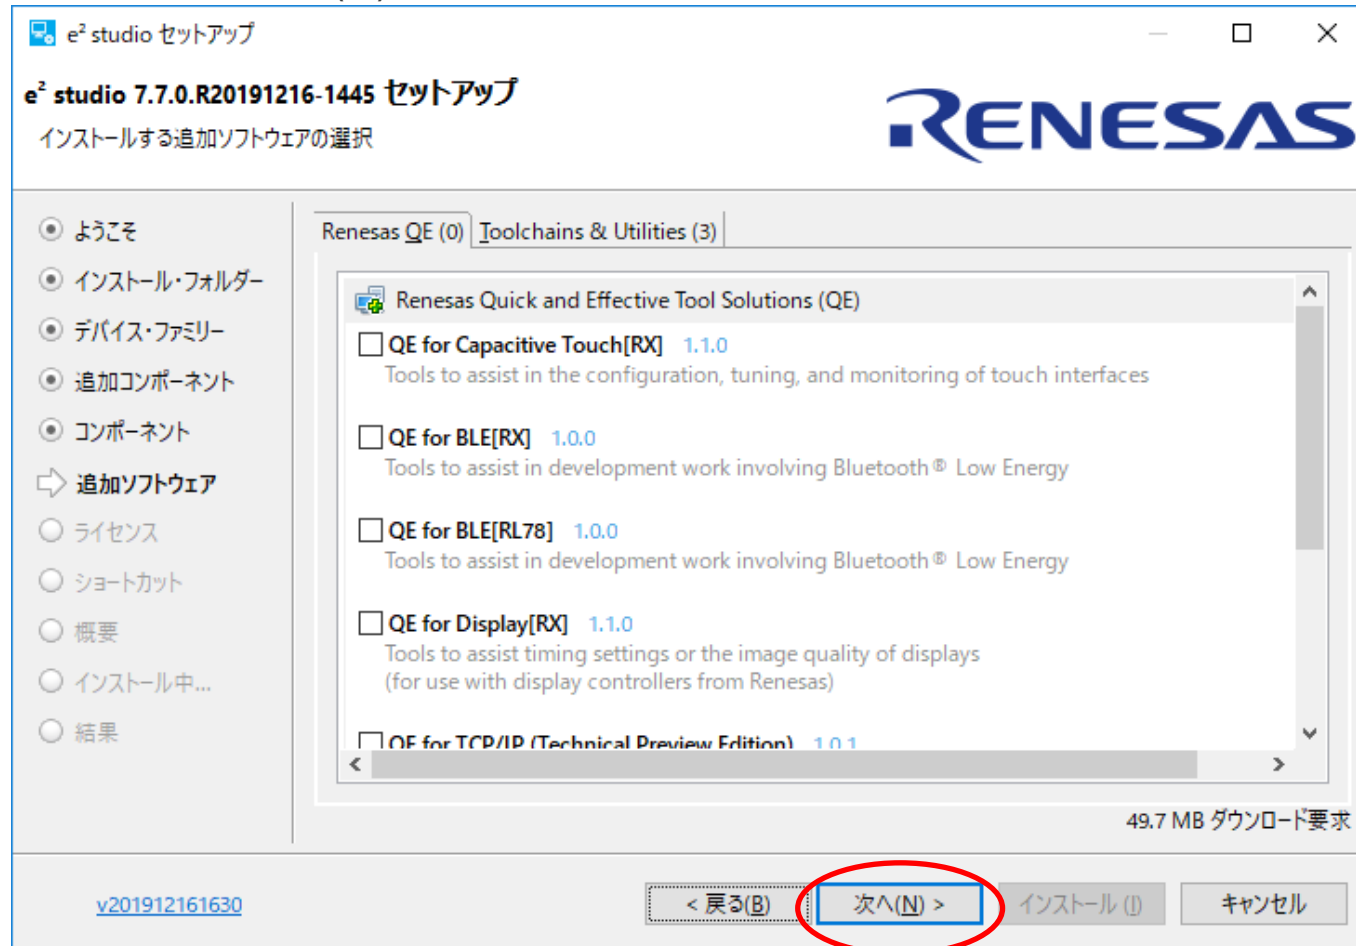 e² studio セットアップ
e² studio 7.7.0.R20191216-1445 セットアップ
インストールする追加ソフトウェアの選択
RENESAS
ようこそ
インストール・フォルダー
デバイス・ファミリー
追加コンポーネント
コンポーネント
追加ソフトウェア
ライセンス
ショートカット
概要
インストール中...
結果
Renesas QE (0) Toolchains & Utilities (3)
Renesas Quick and Effective Tool Solutions (QE)
QE for Capacitive Touch[RX] 1.1.0
Tools to assist in the configuration, tuning, and monitoring of touch interfaces
QE for BLE[RX] 1.0.0
Tools to assist in development work involving Bluetooth® Low Energy
QE for BLE[RL78] 1.0.0
Tools to assist in development work involving Bluetooth® Low Energy
QE for Display[RX] 1.1.0
Tools to assist timing settings or the image quality of displays
(for use with display controllers from Renesas)
QE for TCP/IP (Technical Preview Edition) 1.0.1
49.7 MB ダウンロード要求
v201912161630
< 戻る(B) 次へ(N) > インストール (I) キャンセル